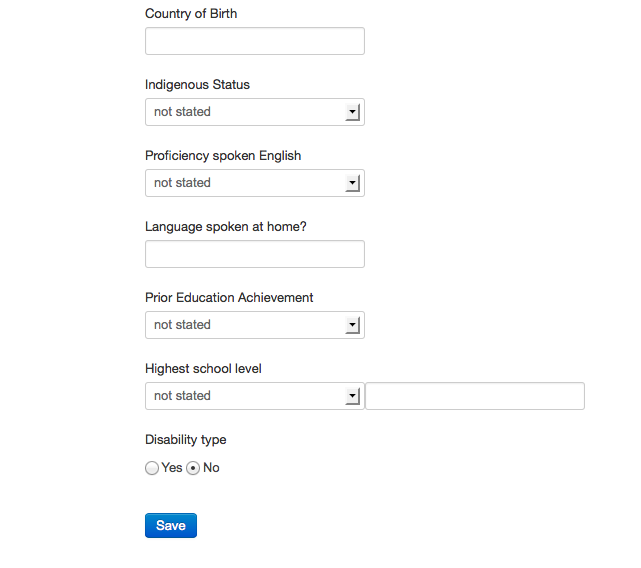 Country of Birth
Indigenous Status
not stated
Proficiency spoken English
not stated
Language spoken at home?
Prior Education Achievement
not stated
Highest school level
not stated
Disability type
Yes No
Save